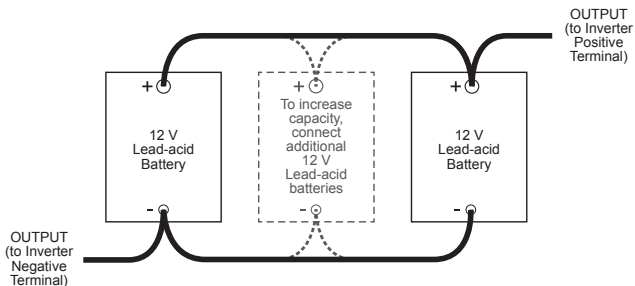 OUTPUT
(to Inverter
Positive
Terminal)
+
12 V
Lead-acid
Battery
-
+
To increase
capacity,
connect
additional
12 V
Lead-acid
batteries
-
+
12 V
Lead-acid
Battery
-
OUTPUT
(to Inverter
Negative
Terminal)